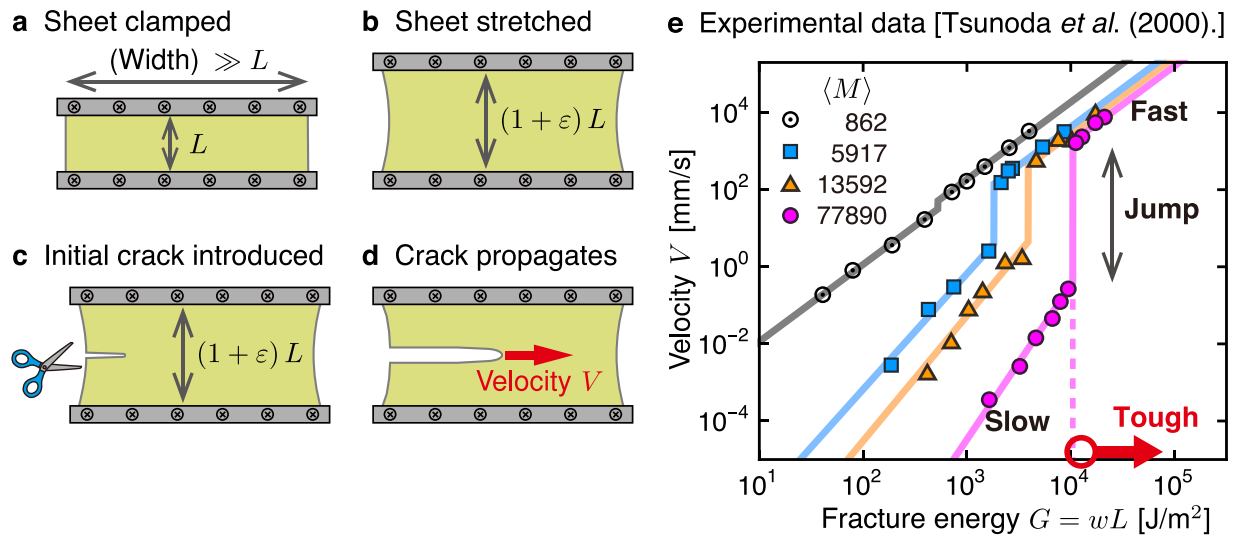 a Sheet clamped
(Width) ≫ L
L
b Sheet stretched
(1 + ε) L
c Initial crack introduced
(1 + ε) L
d Crack propagates
Velocity V
e Experimental data [Tsunoda et al. (2000).]
⟨M⟩
862
5917
13592
77890
Fast
Jump
Slow
Tough
Velocity V [mm/s]
10⁴
10²
10⁰
10⁻²
10⁻⁴
10¹ 10² 10³ 10⁴ 10⁵
Fracture energy G = wL [J/m²]